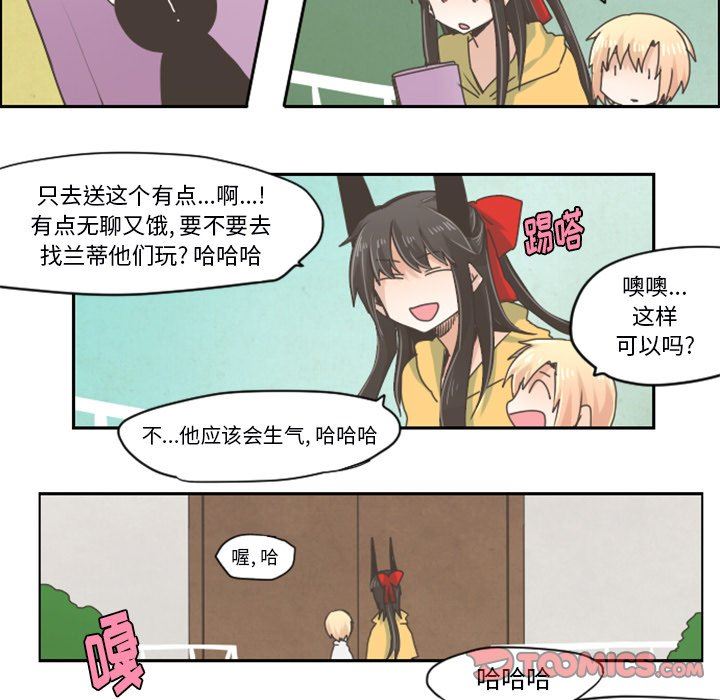 只去送这个有点...啊...!
有点无聊又饿, 要不要去
找兰蒂他们玩? 哈哈哈
踢嗒
噢噢...
这样
可以吗?
不...他应该会生气, 哈哈哈
喔, 哈
嘎
哈哈哈
TOOMICS
www.toomics.com